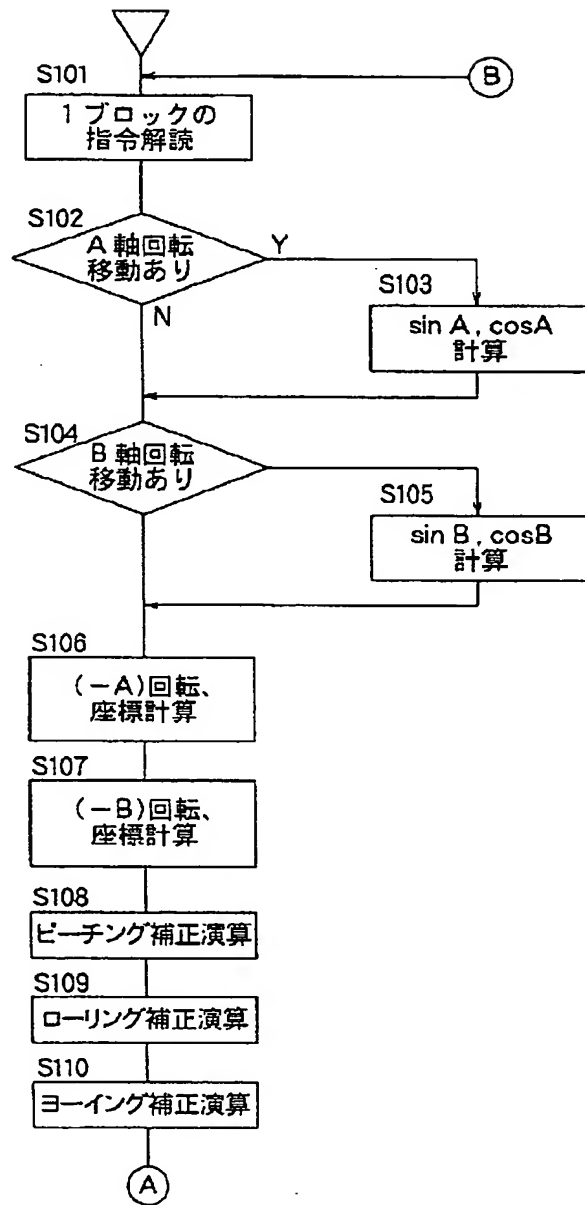 S101
B
1 ブロックの
指令解読
S102
A 軸回転
移動あり
Y
N
S103
sin A , cosA
計算
S104
B 軸回転
移動あり
S105
sin B , cosB
計算
S106
(-A)回転、
座標計算
S107
(-B)回転、
座標計算
S108
ピーチング補正演算
S109
ローリング補正演算
S110
ヨーイング補正演算
A